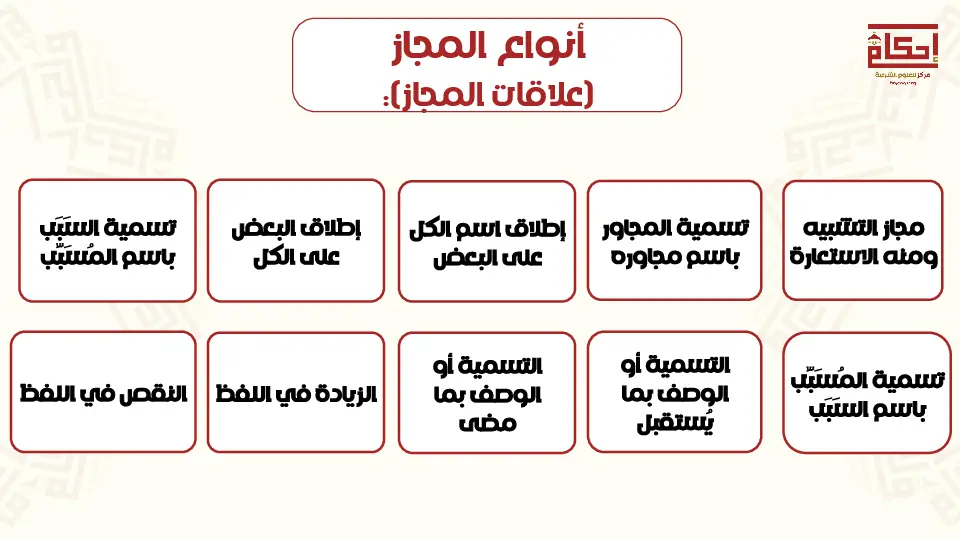 أنواع المجاز
(علاقات المجاز):
إحكام
مركز للعلوم الشرعية
مجاز التشبيه
ومنه الاستعارة
تسمية المجاور
باسم مجاوره
إطلاق اسم الكل
على البعض
إطلاق البعض
على الكل
تسمية السَبَب
باسم المُسَبَّب
تسمية المُسَبَّب
باسم السَبَب
التسمية أو
الوصف بما
يُستقبل
التسمية أو
الوصف بما
مضى
الزيادة في اللفظ
النقص في اللفظ